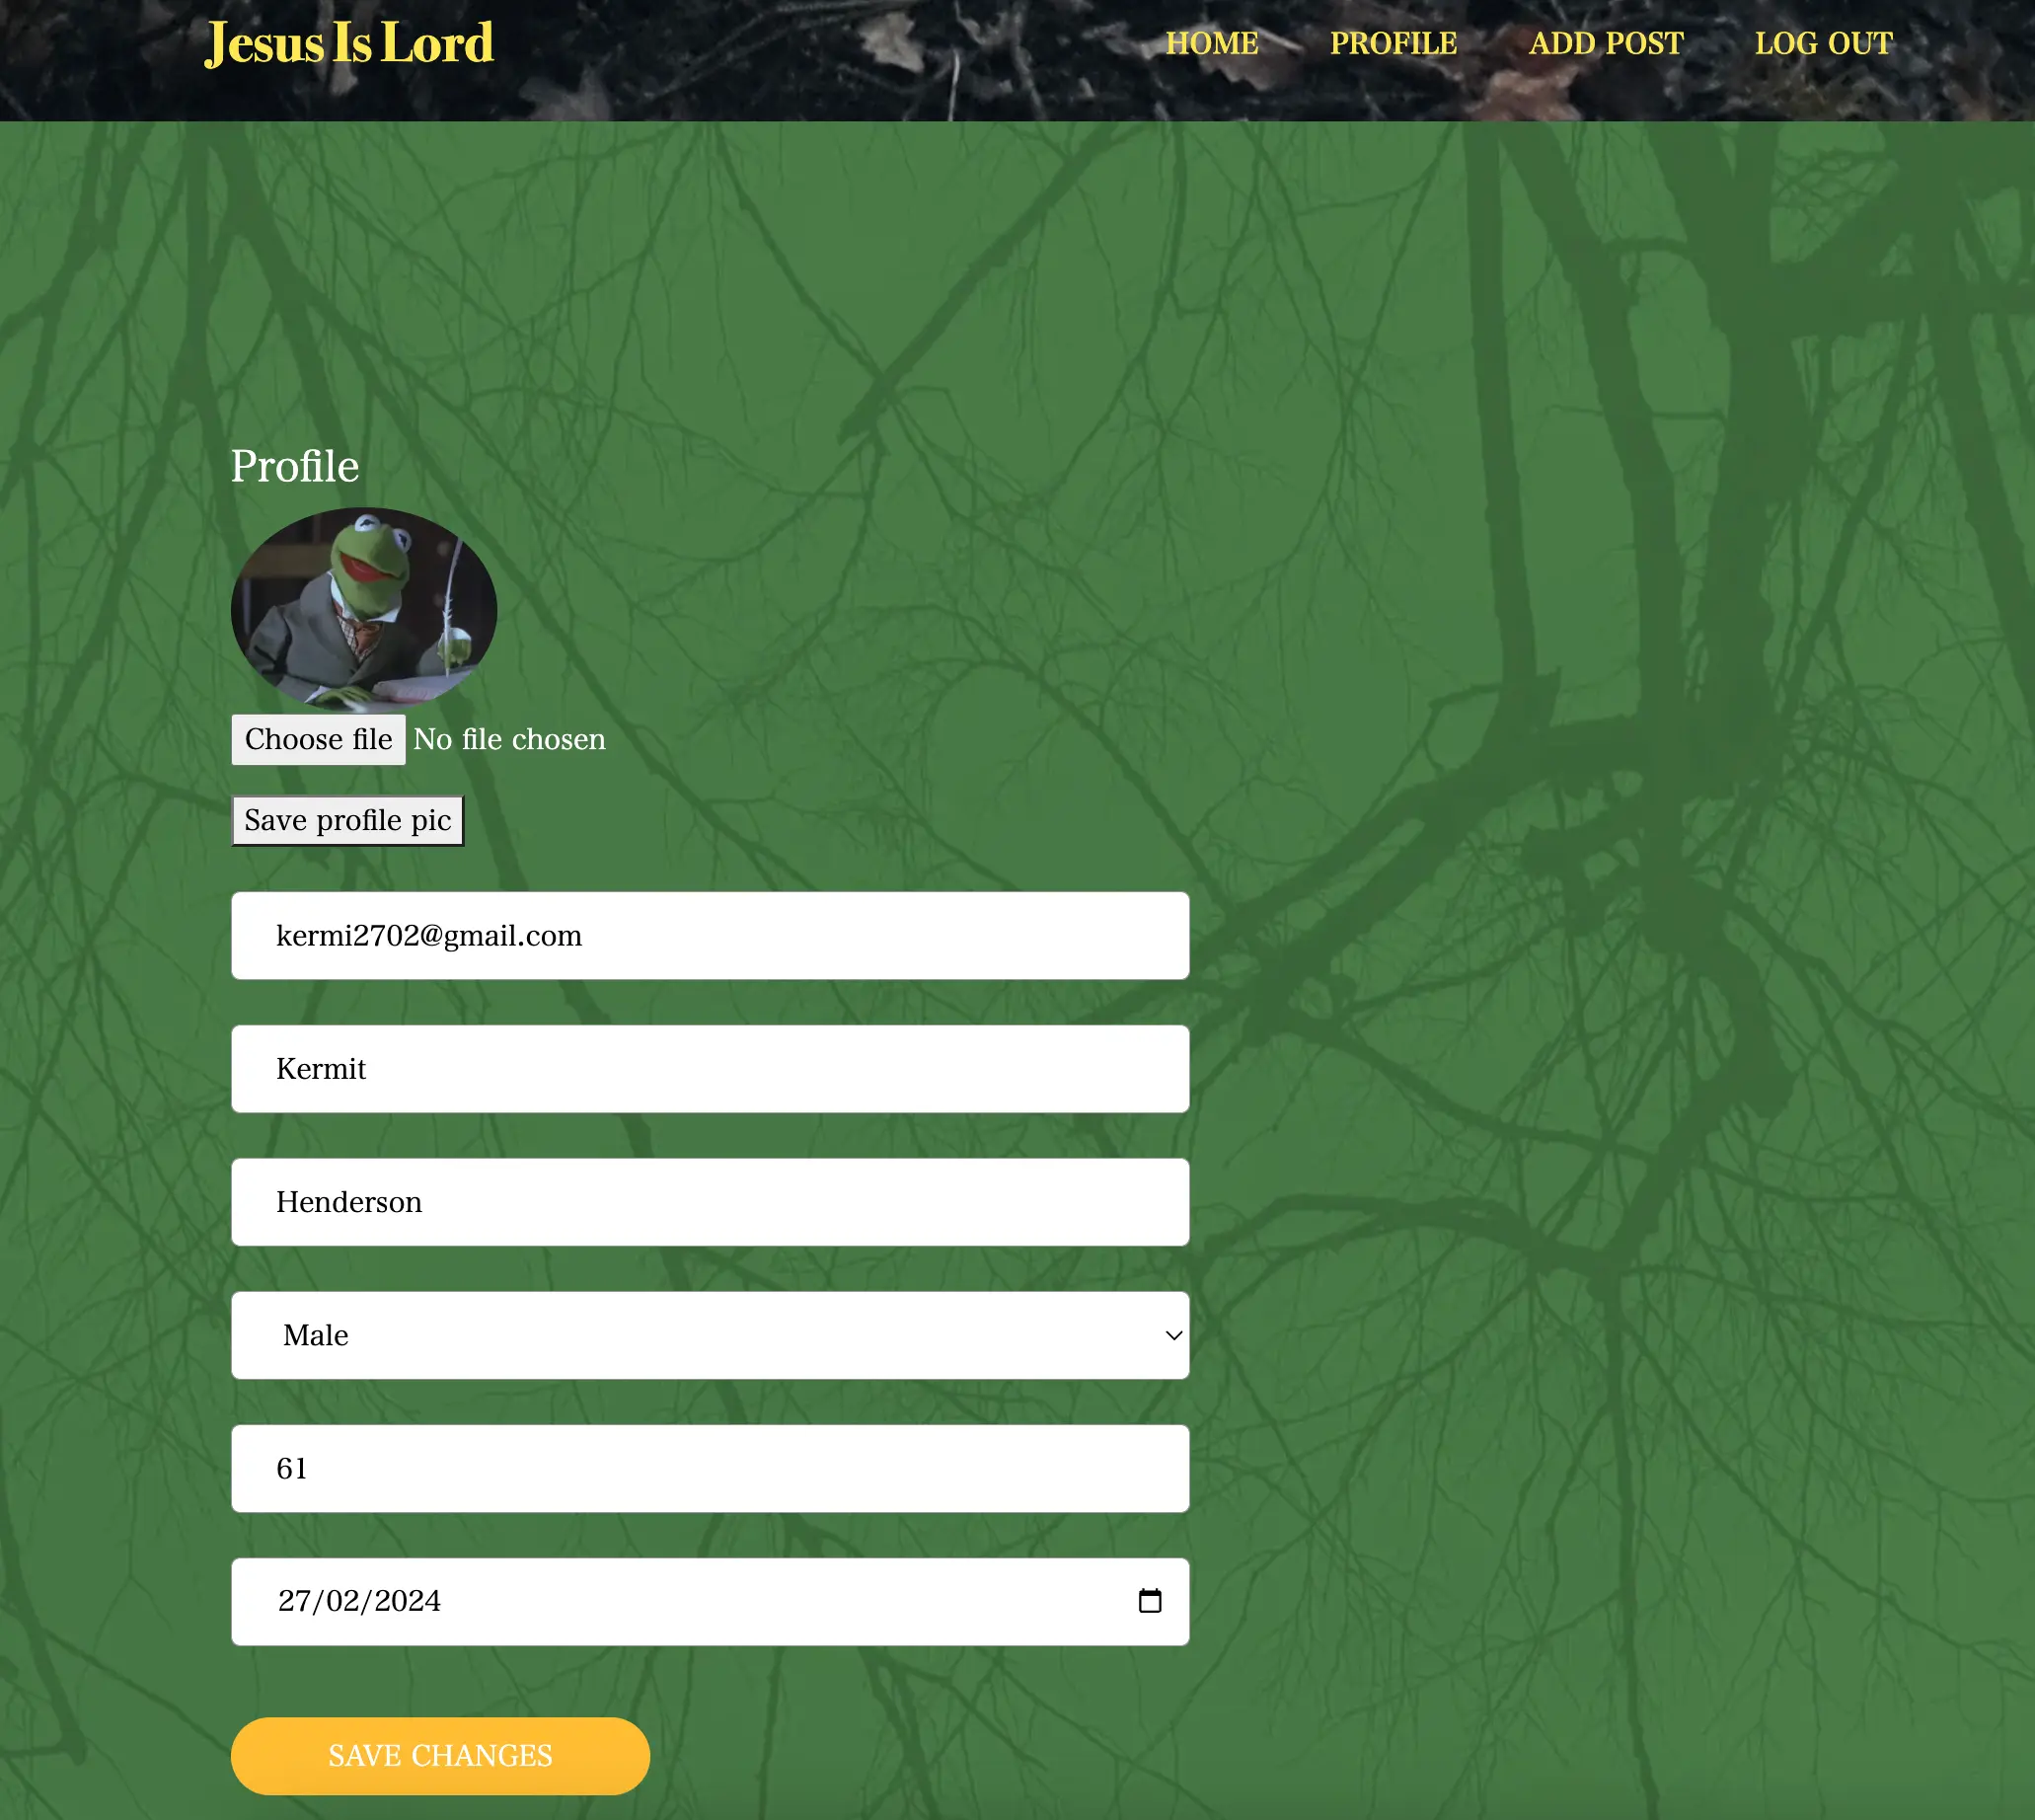 Jesus Is Lord
HOME PROFILE ADD POST LOG OUT
Profile
Choose file No file chosen
Save profile pic
kermi2702@gmail.com
Kermit
Henderson
Male
61
27/02/2024
SAVE CHANGES